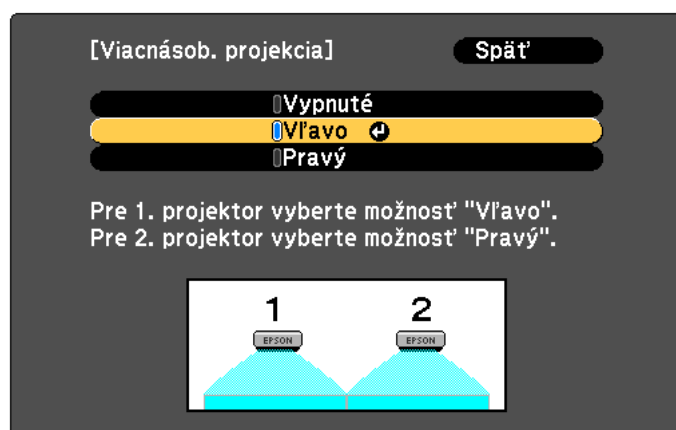 [Viacnásob. projekcia] Späť
Vypnuté
Vľavo
Pravý
Pre 1. projektor vyberte možnosť "Vľavo".
Pre 2. projektor vyberte možnosť "Pravý".
1 2
EPSON EPSON